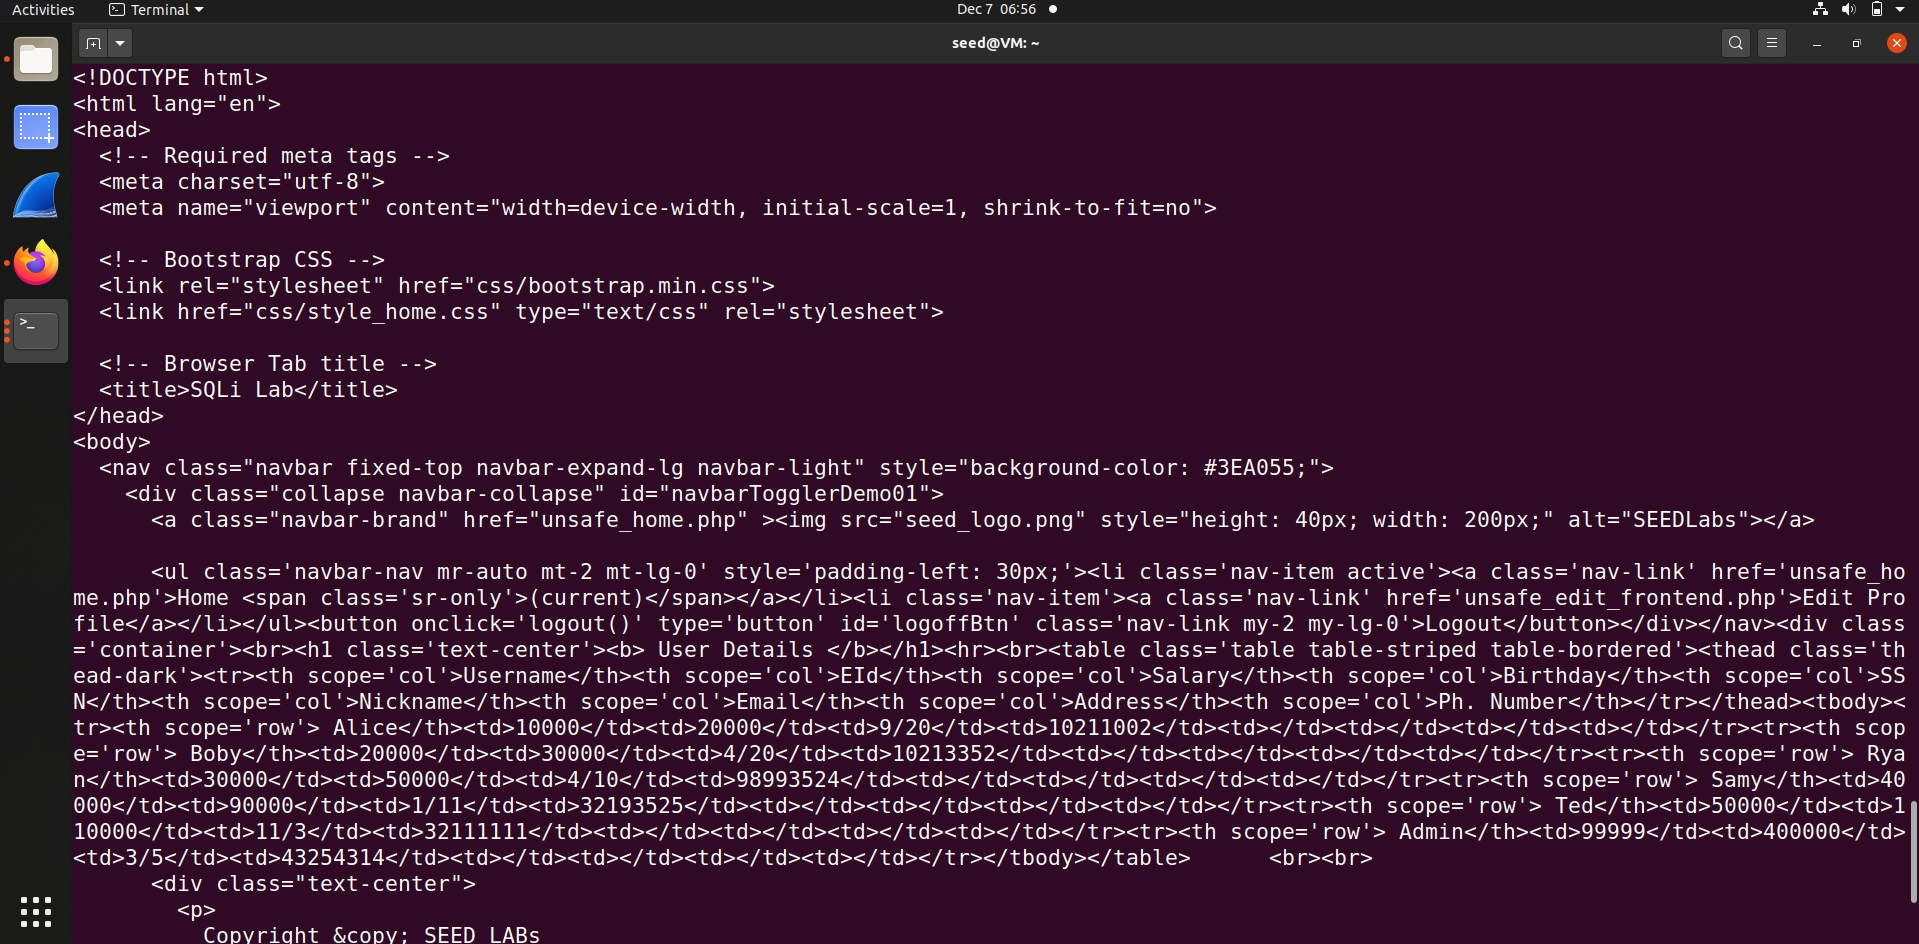 Activities Terminal Dec 7 06:56
seed@VM: ~
<!DOCTYPE html>
<html lang="en">
<head>
  <!-- Required meta tags -->
  <meta charset="utf-8">
  <meta name="viewport" content="width=device-width, initial-scale=1, shrink-to-fit=no">

  <!-- Bootstrap CSS -->
  <link rel="stylesheet" href="css/bootstrap.min.css">
  <link href="css/style_home.css" type="text/css" rel="stylesheet">

  <!-- Browser Tab title -->
  <title>SQLi Lab</title>
</head>
<body>
  <nav class="navbar fixed-top navbar-expand-lg navbar-light" style="background-color: #3EA055;">
    <div class="collapse navbar-collapse" id="navbarTogglerDemo01">
      <a class="navbar-brand" href="unsafe_home.php" ><img src="seed_logo.png" style="height: 40px; width: 200px;" alt="SEEDLabs"></a>

      <ul class='navbar-nav mr-auto mt-2 mt-lg-0' style='padding-left: 30px;'><li class='nav-item active'><a class='nav-link' href='unsafe_ho
me.php'>Home <span class='sr-only'>(current)</span></a></li><li class='nav-item'><a class='nav-link' href='unsafe_edit_frontend.php'>Edit Pro
file</a></li></ul><button onclick='logout()' type='button' id='logoffBtn' class='nav-link my-2 my-lg-0'>Logout</button></div></nav><div class
='container'><br><h1 class='text-center'><b> User Details </b></h1><hr><br><table class='table table-striped table-bordered'><thead class='th
ead-dark'><tr><th scope='col'>Username</th><th scope='col'>EId</th><th scope='col'>Salary</th><th scope='col'>Birthday</th><th scope='col'>SS
N</th><th scope='col'>Nickname</th><th scope='col'>Email</th><th scope='col'>Address</th><th scope='col'>Ph. Number</th></tr></thead><tbody><
tr><th scope='row'> Alice</th><td>10000</td><td>20000</td><td>9/20</td><td>10211002</td><td></td><td></td><td></td><td></td></tr><tr><th scop
e='row'> Boby</th><td>20000</td><td>30000</td><td>4/20</td><td>10213352</td><td></td><td></td><td></td><td></td></tr><tr><th scope='row'> Rya
n</th><td>30000</td><td>50000</td><td>4/10</td><td>98993524</td><td></td><td></td><td></td><td></td></tr><tr><th scope='row'> Samy</th><td>40
000</td><td>90000</td><td>1/11</td><td>32193525</td><td></td><td></td><td></td><td></td></tr><tr><th scope='row'> Ted</th><td>50000</td><td>1
10000</td><td>11/3</td><td>32111111</td><td></td><td></td><td></td><td></td></tr><tr><th scope='row'> Admin</th><td>99999</td><td>400000</td>
<td>3/5</td><td>43254314</td><td></td><td></td><td></td><td></td></tr></tbody></table>      <br><br>
      <div class="text-center">
        <p>
          Copyright &copy; SEED LABs